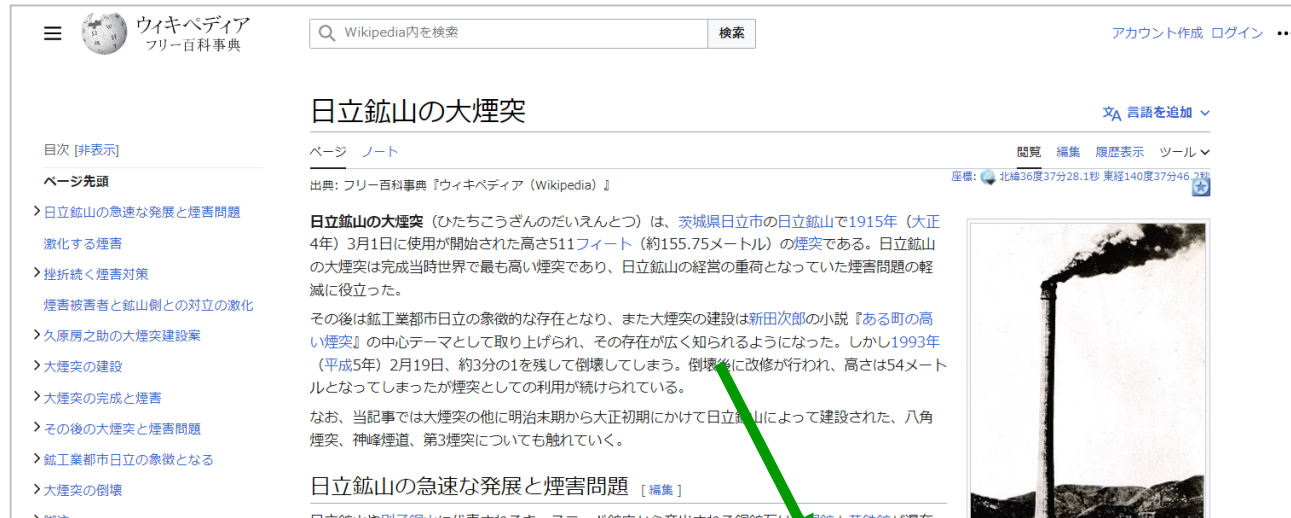 ウィキペディア
フリー百科事典
Wikipedia内を検索
検索
アカウント作成 ログイン
日立鉱山の大煙突
言語を追加
目次 [非表示]
ページ先頭
日立鉱山の急速な発展と煙害問題
激化する煙害
挫折続く煙害対策
煙害被害者と鉱山側との対立の激化
久原房之助の大煙突建設案
大煙突の建設
大煙突の完成と煙害
その後の大煙突と煙害問題
鉱工業都市日立の象徴となる
大煙突の倒壊
ページ ノート
閲覧 編集 履歴表示 ツール
出典: フリー百科事典『ウィキペディア（Wikipedia）』
座標: 北緯36度37分28.1秒 東経140度37分46.2秒
日立鉱山の大煙突（ひたちこうざんのだいえんとつ）は、茨城県日立市の日立鉱山で1915年（大正
4年）3月1日に使用が開始された高さ511フィート（約155.75メートル）の煙突である。日立鉱山
の大煙突は完成当時世界で最も高い煙突であり、日立鉱山の経営の重荷となっていた煙害問題の軽
減に役立った。
その後は鉱工業都市日立の象徴的な存在となり、また大煙突の建設は新田次郎の小説『ある町の高
い煙突』の中心テーマとして取り上げられ、その存在が広く知られるようになった。しかし1993年
（平成5年）2月19日、約3分の1を残して倒壊してしまう。倒壊後に改修が行われ、高さは54メート
ルとなってしまったが煙突としての利用が続けられている。
なお、当記事では大煙突の他に明治末期から大正初期にかけて日立鉱山によって建設された、八角
煙突、神峰煙道、第3煙突についても触れていく。
日立鉱山の急速な発展と煙害問題 [編集]